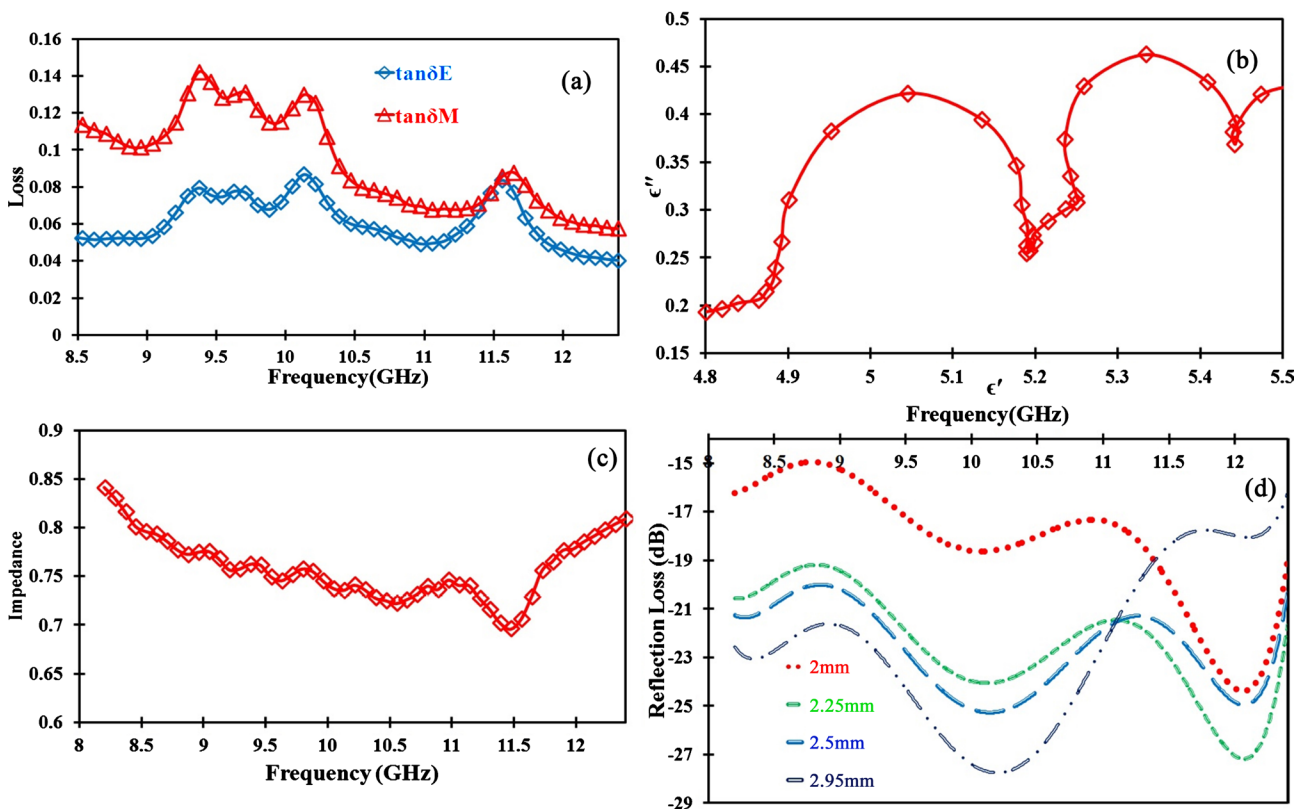 0.16
0.14
0.12
0.1
0.08
0.06
0.04
0.02
0
Loss
tanδE
tanδM
(a)
8.5 9 9.5 10 10.5 11 11.5 12
Frequency(GHz)
0.5
0.45
0.4
0.35
0.3
0.25
0.2
0.15
ϵ″
(b)
4.8 4.9 5 5.1 5.2 5.3 5.4 5.5
ϵ′
0.9
0.85
0.8
0.75
0.7
0.65
0.6
Impedance
(c)
8 8.5 9 9.5 10 10.5 11 11.5 12
Frequency (GHz)
Frequency(GHz)
8 8.5 9 9.5 10 10.5 11 11.5 12
-15
-17
-19
-21
-23
-25
-27
-29
Reflection Loss (dB)
(d)
2mm
2.25mm
2.5mm
2.95mm